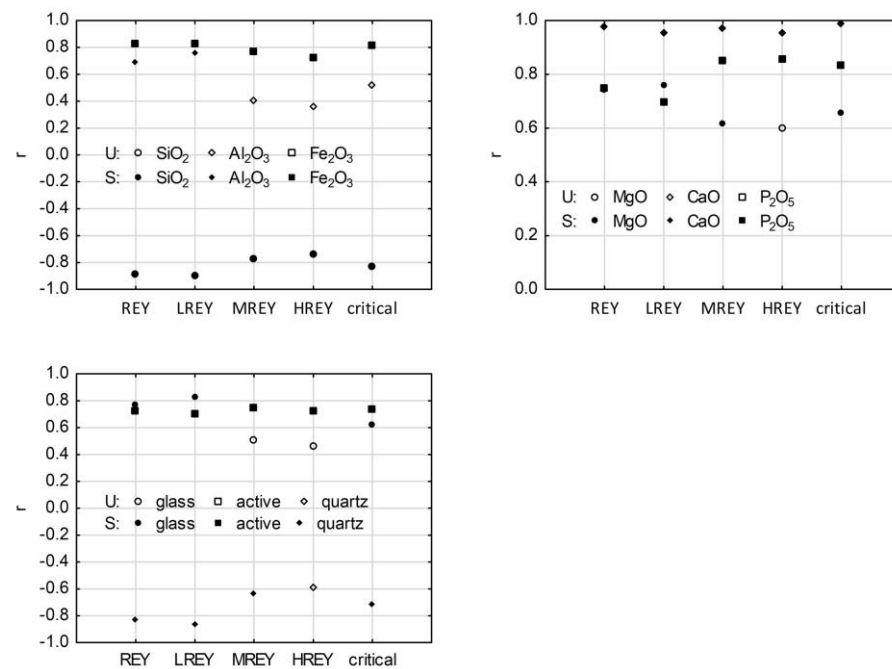 1.0
0.8
0.6
0.4
0.2
0.0
-0.2
-0.4
-0.6
-0.8
-1.0
r
U: SiO₂ Al₂O₃ Fe₂O₃
S: SiO₂ Al₂O₃ Fe₂O₃
REY LREY MREY HREY critical
1.0
0.8
0.6
0.4
0.2
0.0
r
U: MgO CaO P₂O₅
S: MgO CaO P₂O₅
REY LREY MREY HREY critical
1.0
0.8
0.6
0.4
0.2
0.0
-0.2
-0.4
-0.6
-0.8
-1.0
r
U: glass active quartz
S: glass active quartz
REY LREY MREY HREY critical